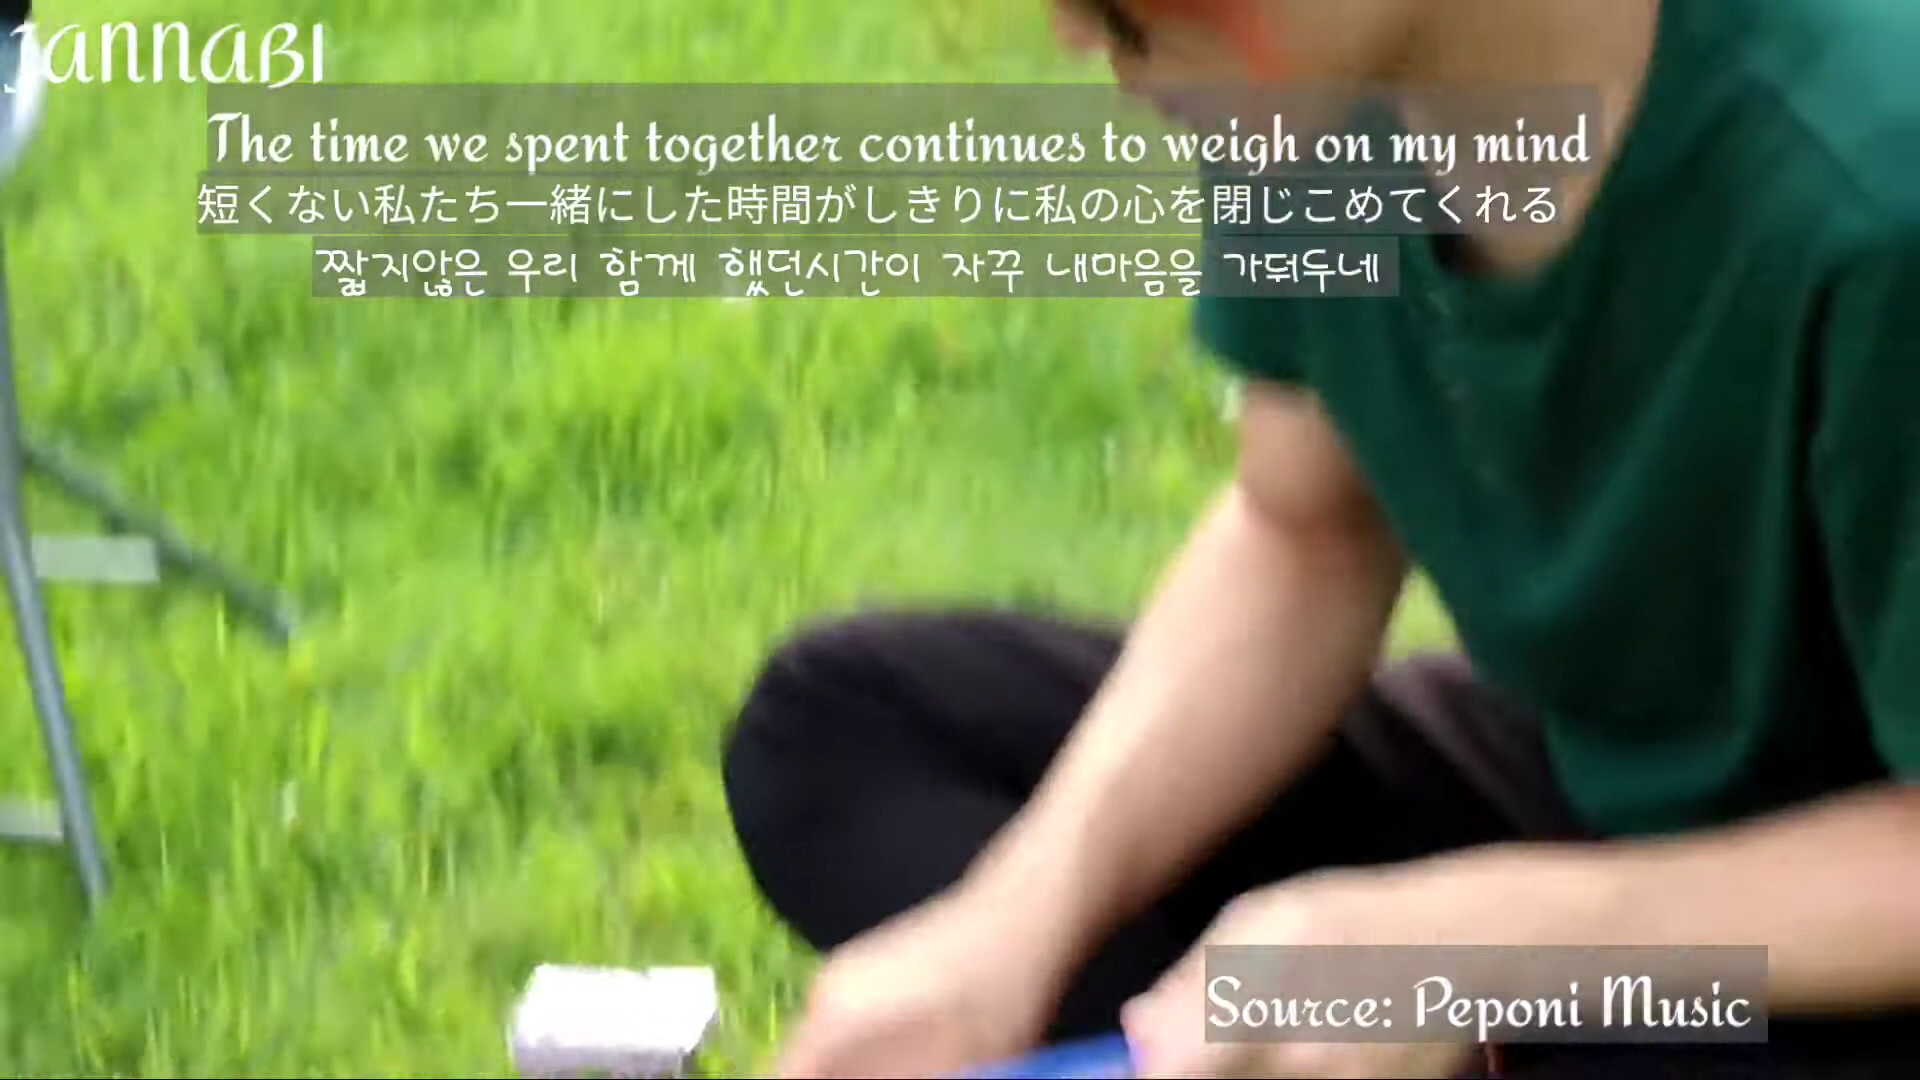 JANNABI
The time we spent together continues to weigh on my mind
短くない私たち一緒にした時間がしきりに私の心を閉じこめてくれる
짧지않은 우리 함께 했던시간이 자꾸 내마음을 가둬두네
Source: Peponi Music